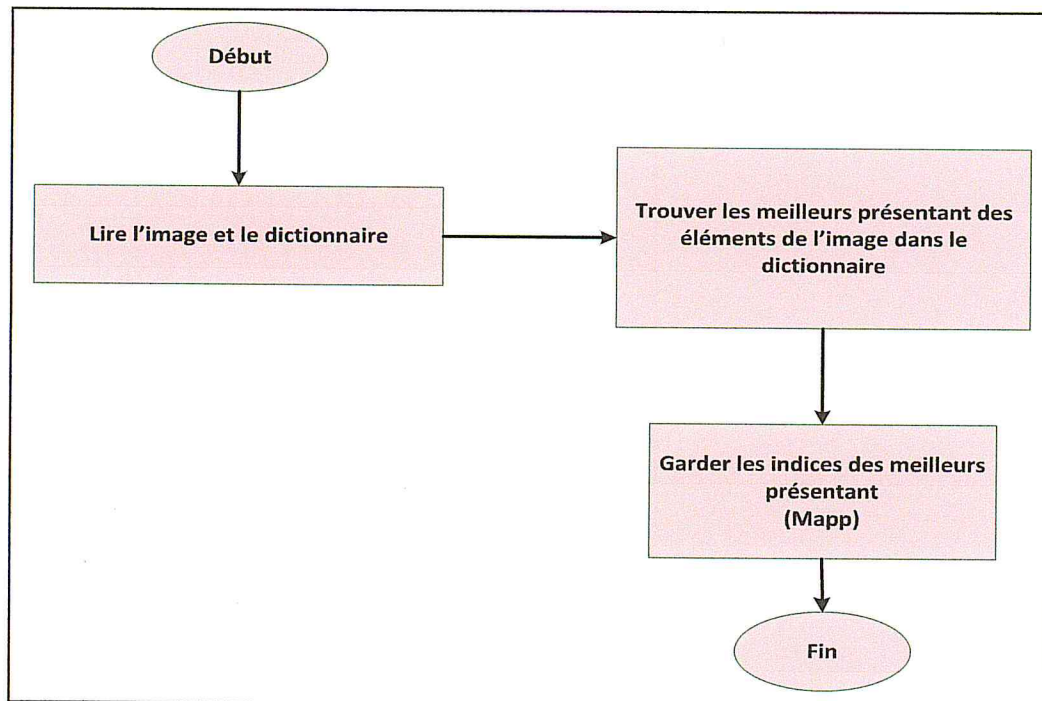 Début
Lire l'image et le dictionnaire
Trouver les meilleurs présentant des
éléments de l'image dans le
dictionnaire
Garder les indices des meilleurs
présentant
(Mapp)
Fin